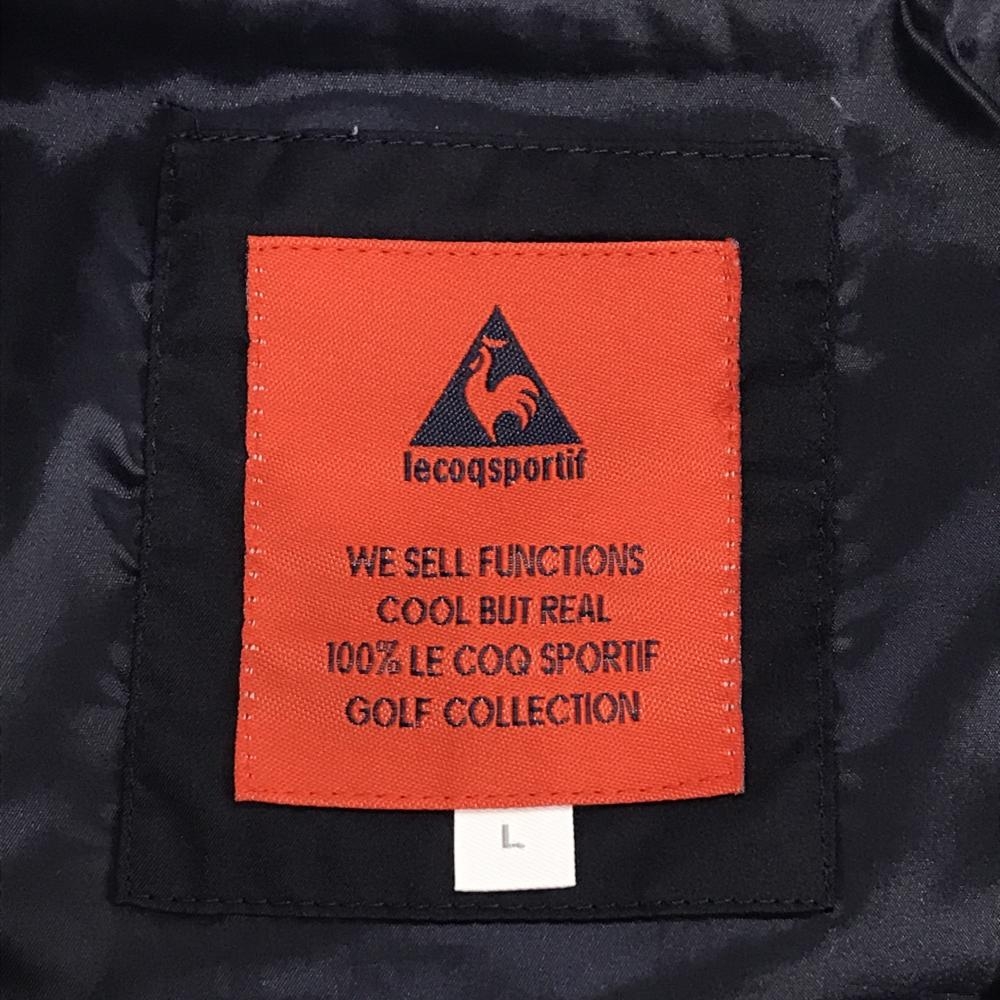 lecoqsportif
WE SELL FUNCTIONS
COOL BUT REAL
100% LE COQ SPORTIF
GOLF COLLECTION
L